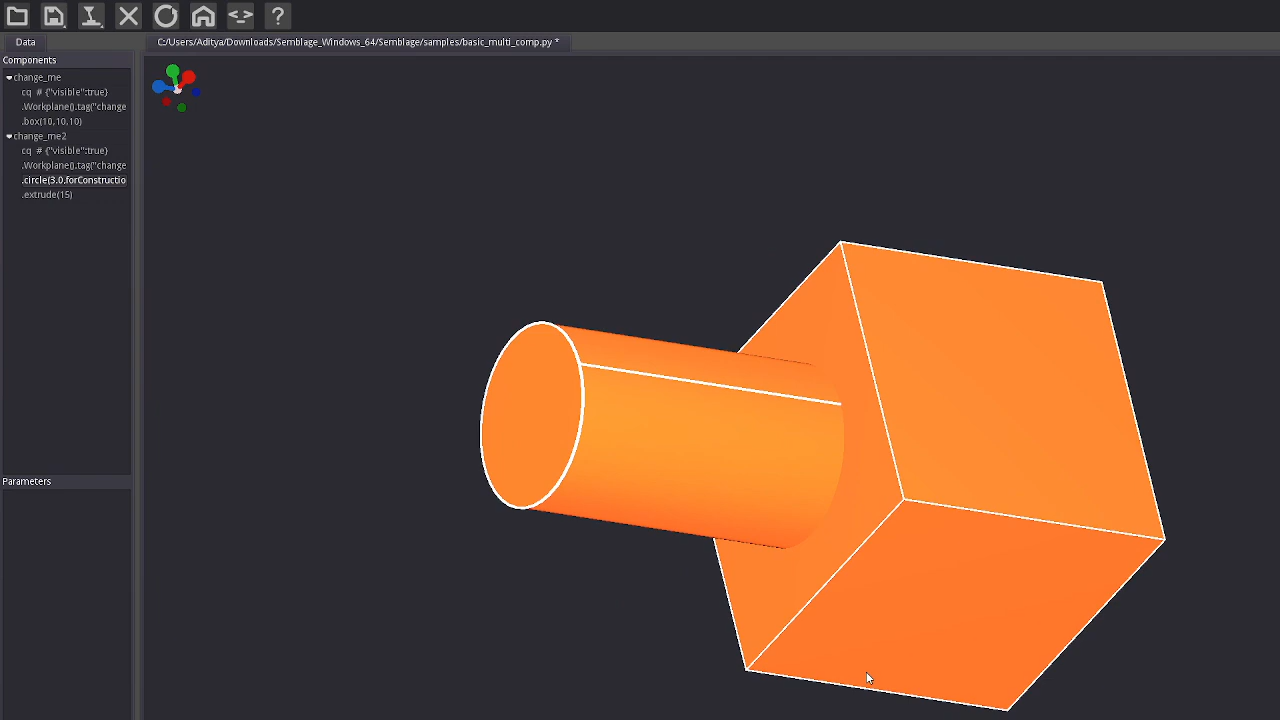 C:/Users/Aditya/Downloads/Semblage_Windows_64/Semblage/samples/basic_multi_comp.py *
Data
Components
change_me
cq # {"visible":true}
.Workplane().tag("change
.box(10,10,10)
change_me2
cq # {"visible":true}
.Workplane().tag("change
.circle(3.0,forConstructio
.extrude(15)
Parameters